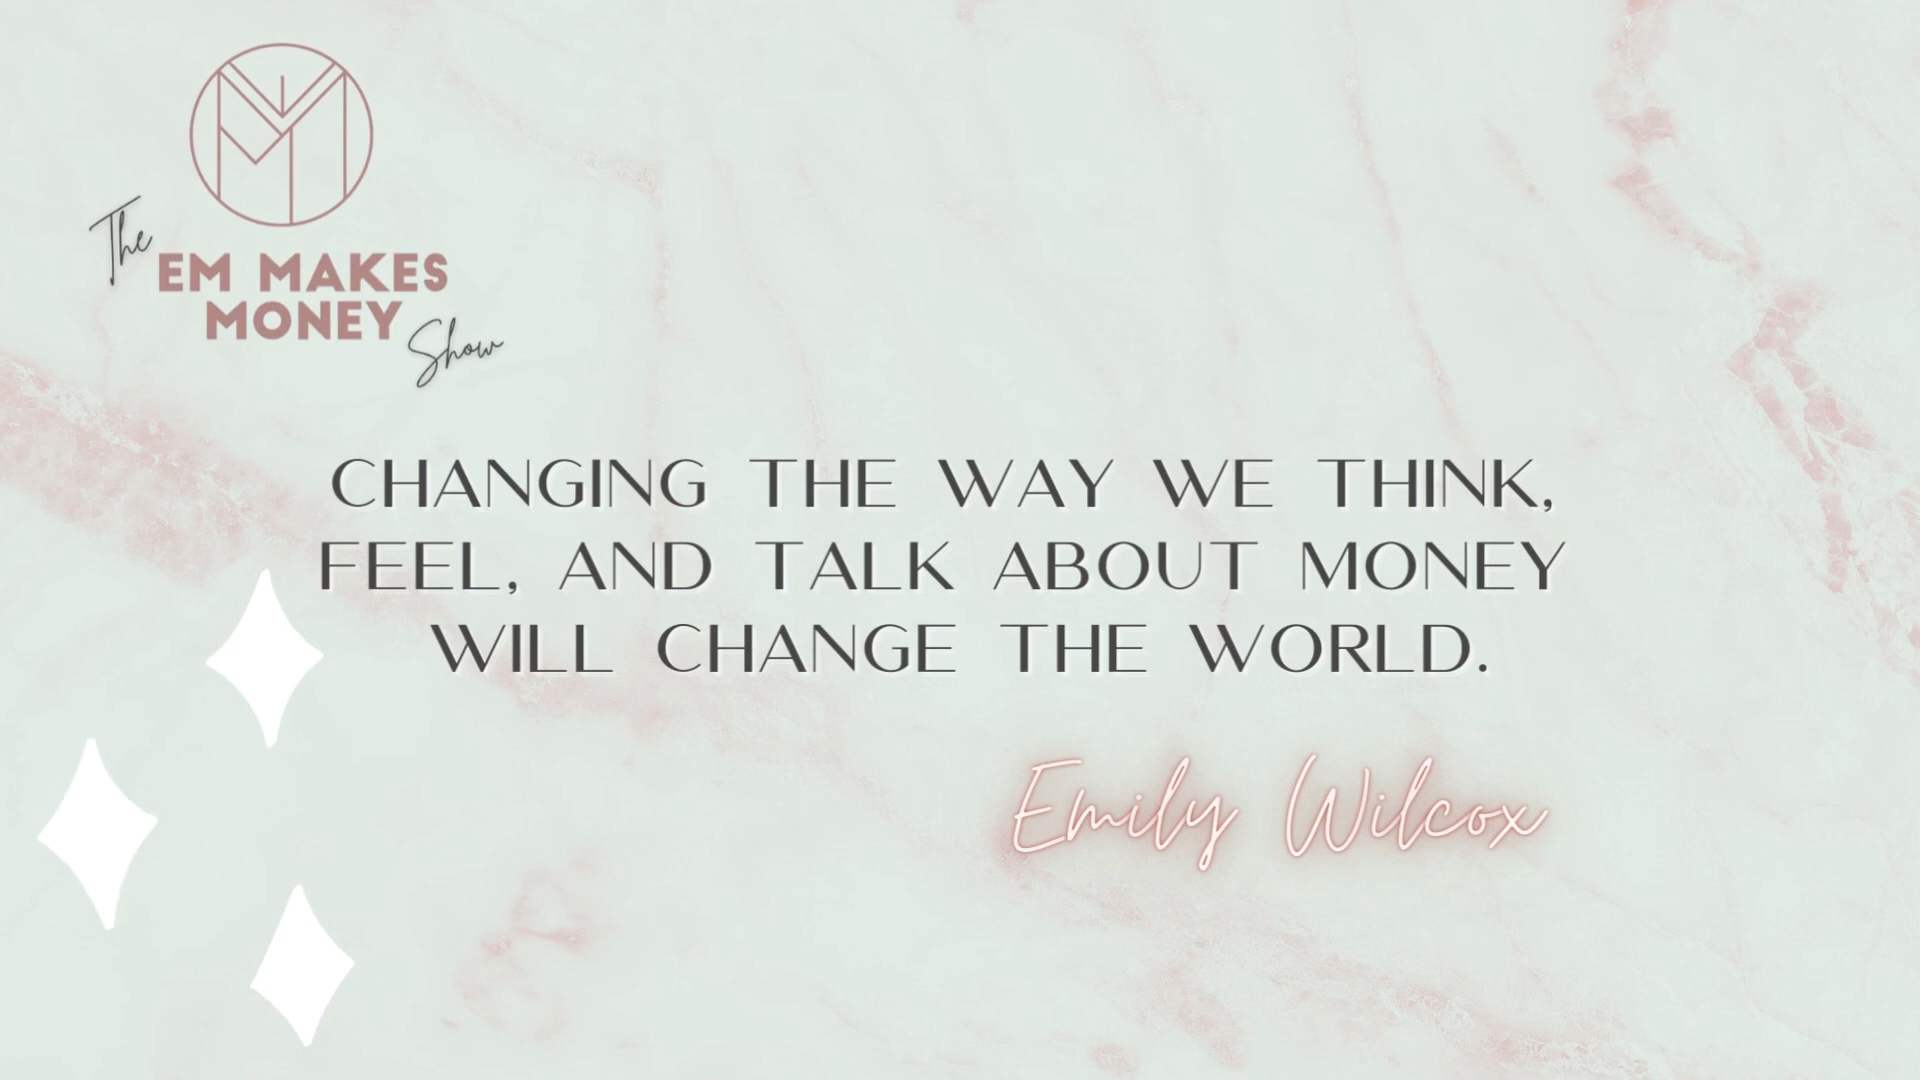 The
EM MAKES
MONEY
Show
CHANGING THE WAY WE THINK,
FEEL, AND TALK ABOUT MONEY
WILL CHANGE THE WORLD.
Emily Wilcox